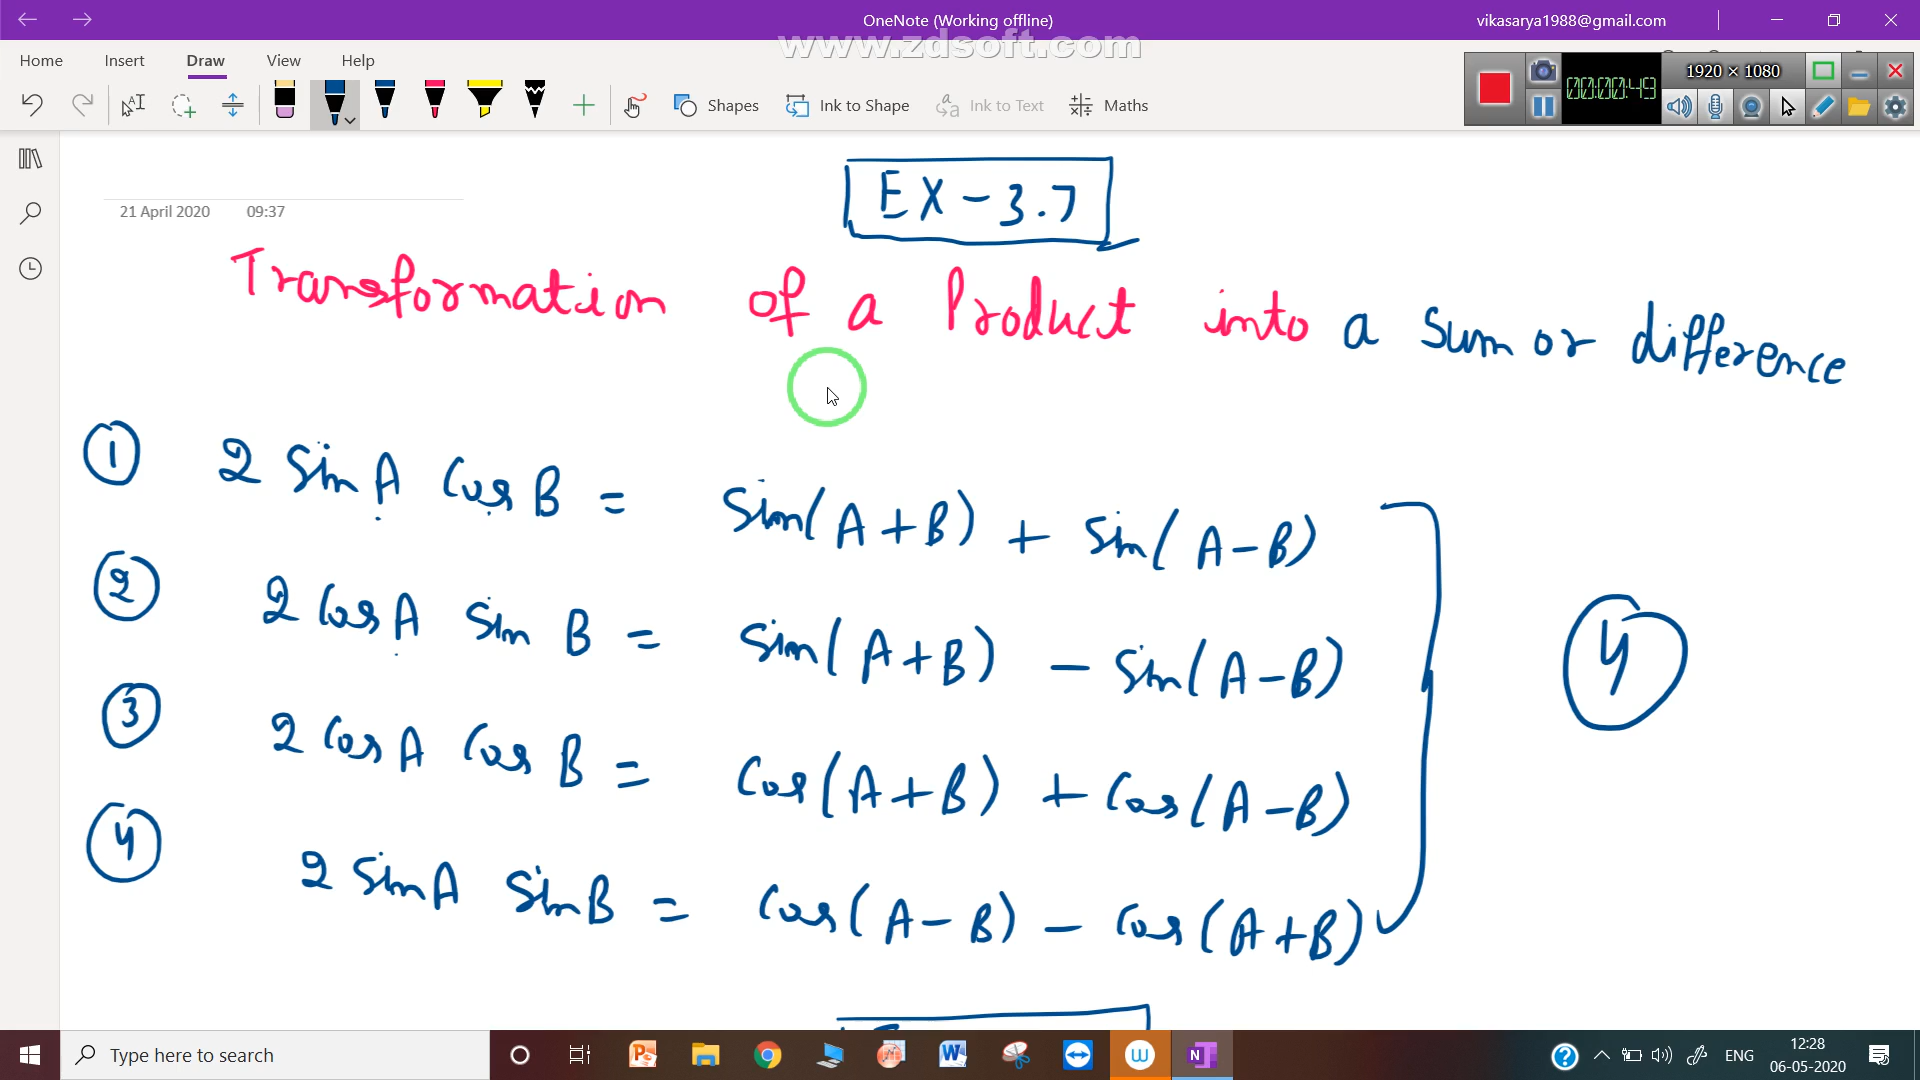 OneNote (Working offline)
vikasarya1988@gmail.com
www.zdsoft.com
Home Insert Draw View Help
1920 × 1080
00:00:49
Shapes Ink to Shape Ink to Text Maths
EX - 3.7
21 April 2020 09:37
Transformation of a Product into a sum or difference
① 2 Sin A Cos B = Sin(A+B) + Sin(A-B)
② 2 Cos A Sin B = Sin(A+B) - Sin(A-B)
③ 2 Cos A Cos B = Cos(A+B) + Cos(A-B)
④ 2 Sin A Sin B = Cos(A-B) - Cos(A+B)
4
Type here to search
ENG
12:28
06-05-2020